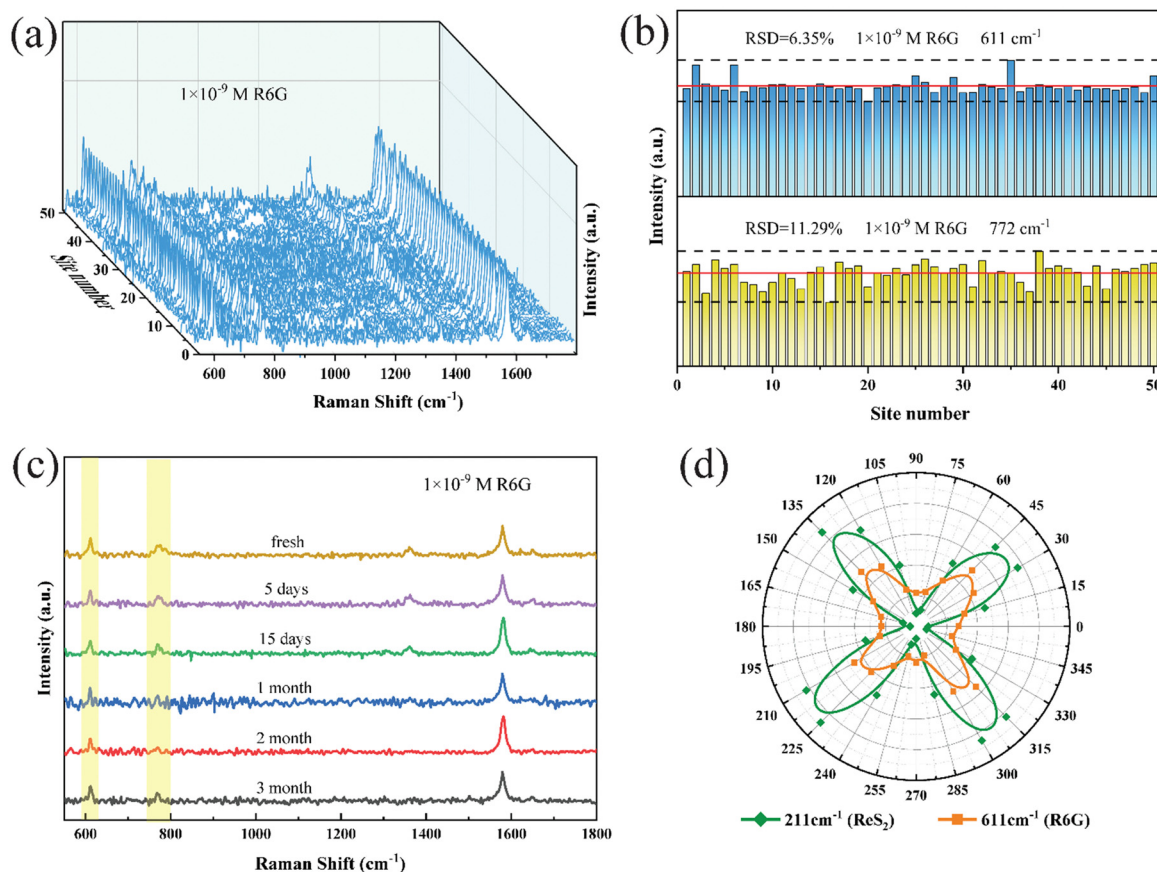 (a)
1×10⁻⁹ M R6G
50
40
30
20
10
0
Site number
600 800 1000 1200 1400 1600
Raman Shift (cm⁻¹)
Intensity (a.u.)
(b)
RSD=6.35% 1×10⁻⁹ M R6G 611 cm⁻¹
RSD=11.29% 1×10⁻⁹ M R6G 772 cm⁻¹
Intensity (a.u.)
0 10 20 30 40 50
Site number
(c)
1×10⁻⁹ M R6G
fresh
5 days
15 days
1 month
2 month
3 month
Intensity (a.u.)
600 800 1000 1200 1400 1600 1800
Raman Shift (cm⁻¹)
(d)
90
105 75
120 60
135 45
150 30
165 15
180 0
195 345
210 330
225 315
240 300
255 285
270
211cm⁻¹ (ReS₂) 611cm⁻¹ (R6G)